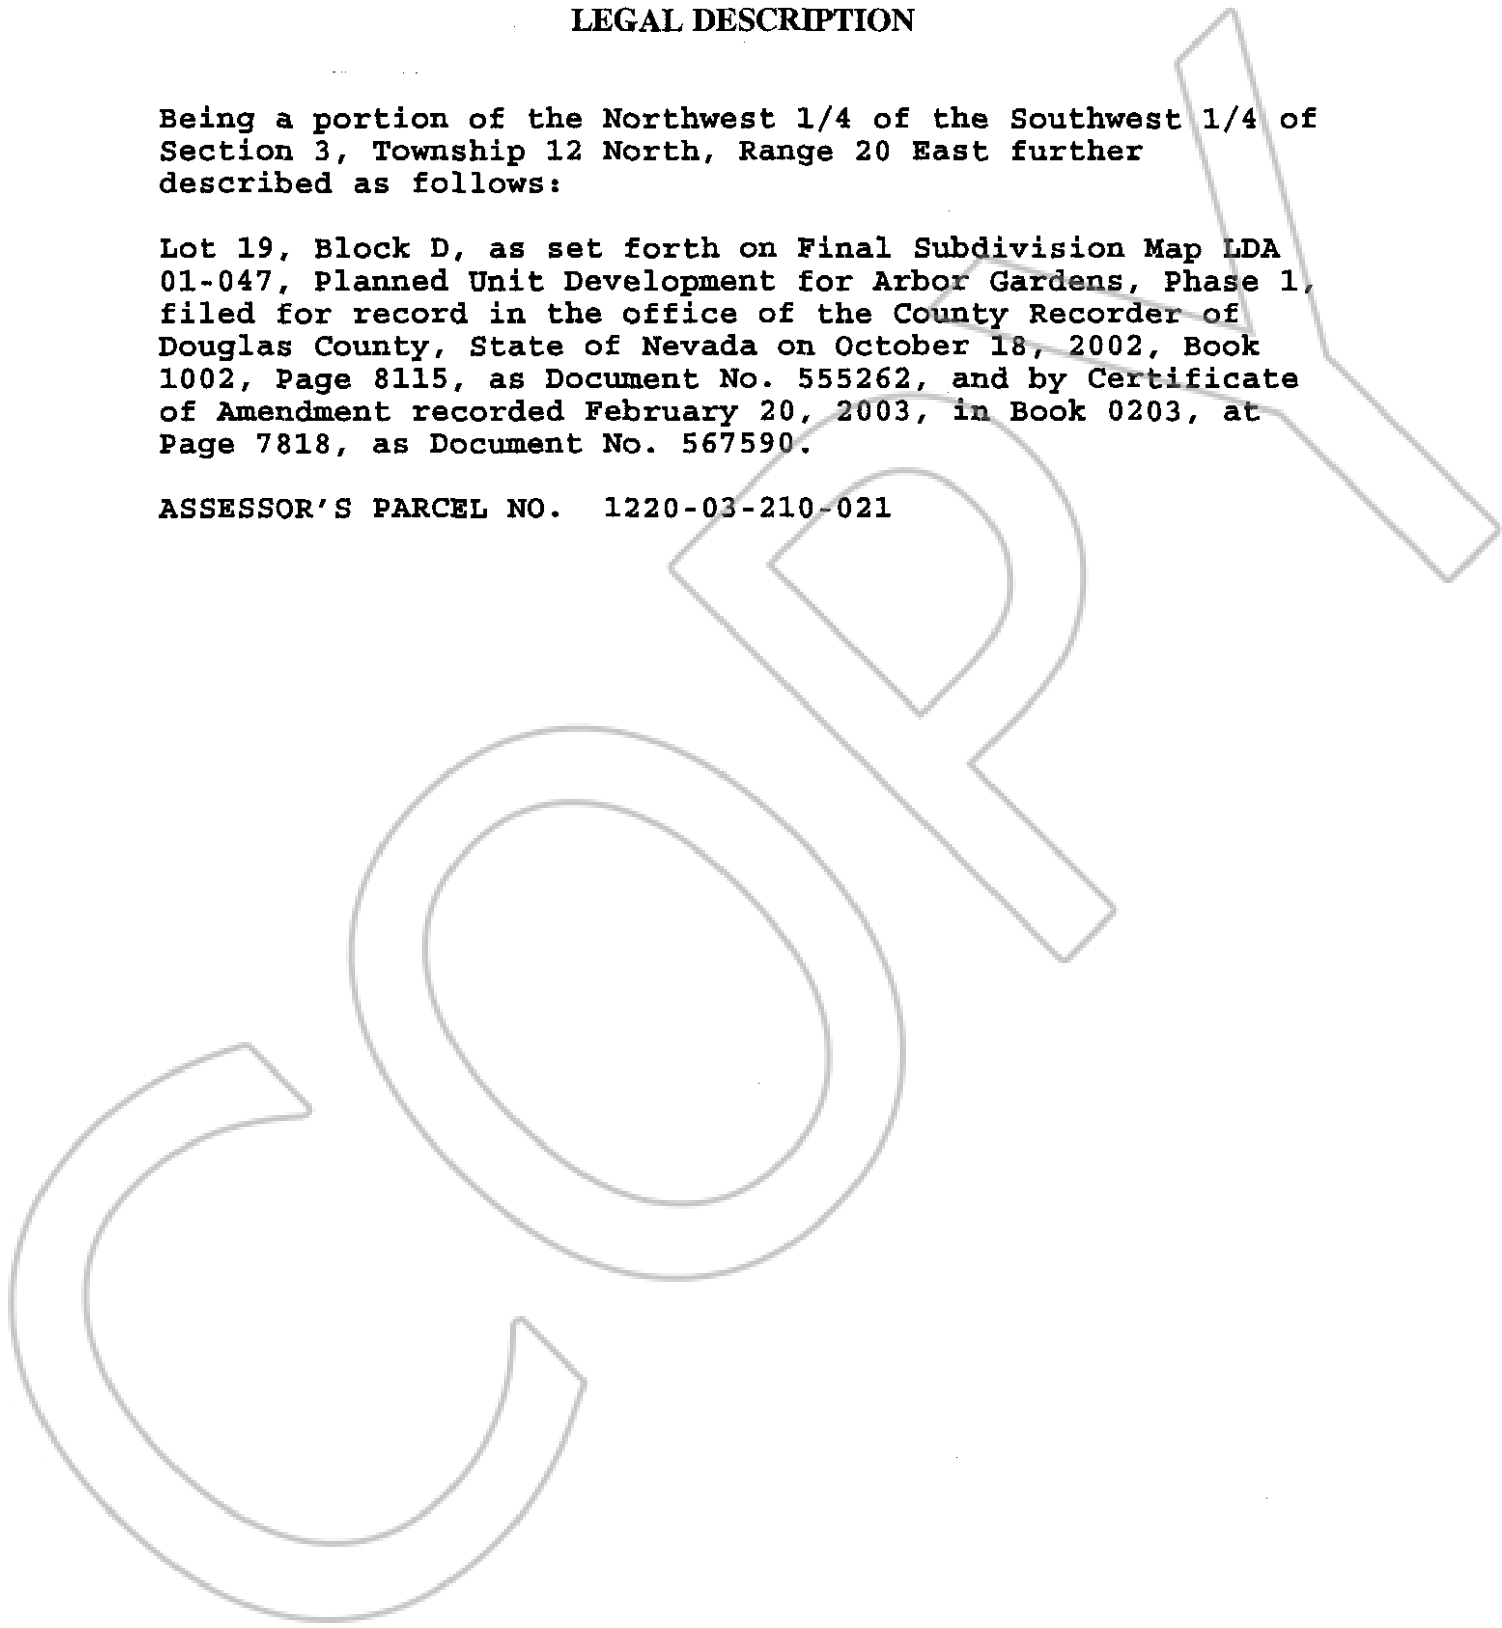 LEGAL DESCRIPTION
Being a portion of the Northwest 1/4 of the Southwest 1/4 of
Section 3, Township 12 North, Range 20 East further
described as follows:
Lot 19, Block D, as set forth on Final Subdivision Map LDA
01-047, Planned Unit Development for Arbor Gardens, Phase 1,
filed for record in the office of the County Recorder of
Douglas County, State of Nevada on October 18, 2002, Book
1002, Page 8115, as Document No. 555262, and by Certificate
of Amendment recorded February 20, 2003, in Book 0203, at
Page 7818, as Document No. 567590.
ASSESSOR'S PARCEL NO. 1220-03-210-021
COPY